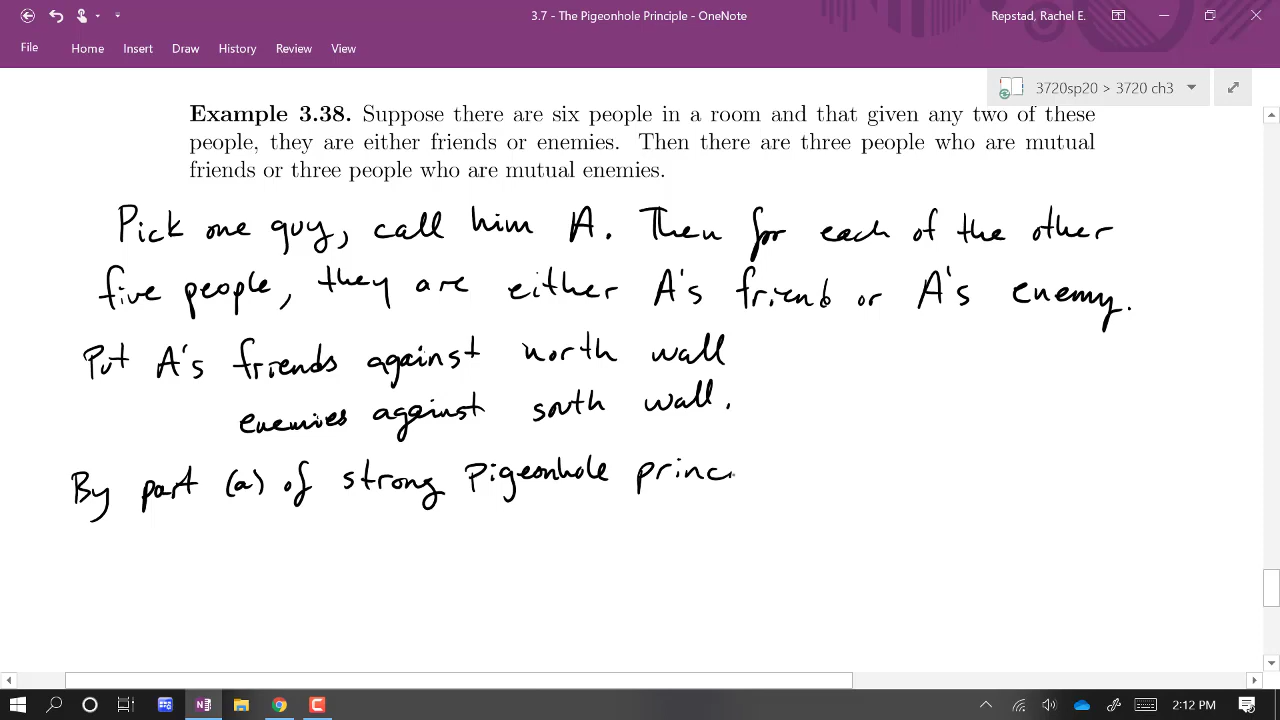 3.7 - The Pigeonhole Principle - OneNote
Repstad, Rachel E.
File Home Insert Draw History Review View
3720sp20 > 3720 ch3
Example 3.38. Suppose there are six people in a room and that given any two of these
people, they are either friends or enemies. Then there are three people who are mutual
friends or three people who are mutual enemies.
Pick one guy, call him A. Then for each of the other
five people, they are either A's friend or A's enemy.
Put A's friends against north wall
enemies against south wall.
By part (a) of strong Pigeonhole princi
2:12 PM